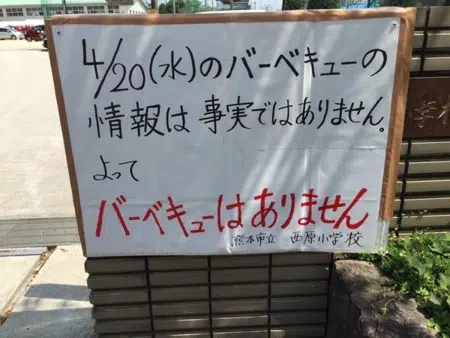 4/20(水)のバーベキューの
情報は事実ではありません。
よって
バーベキューはありません
熊本市立 西原小学校
学校